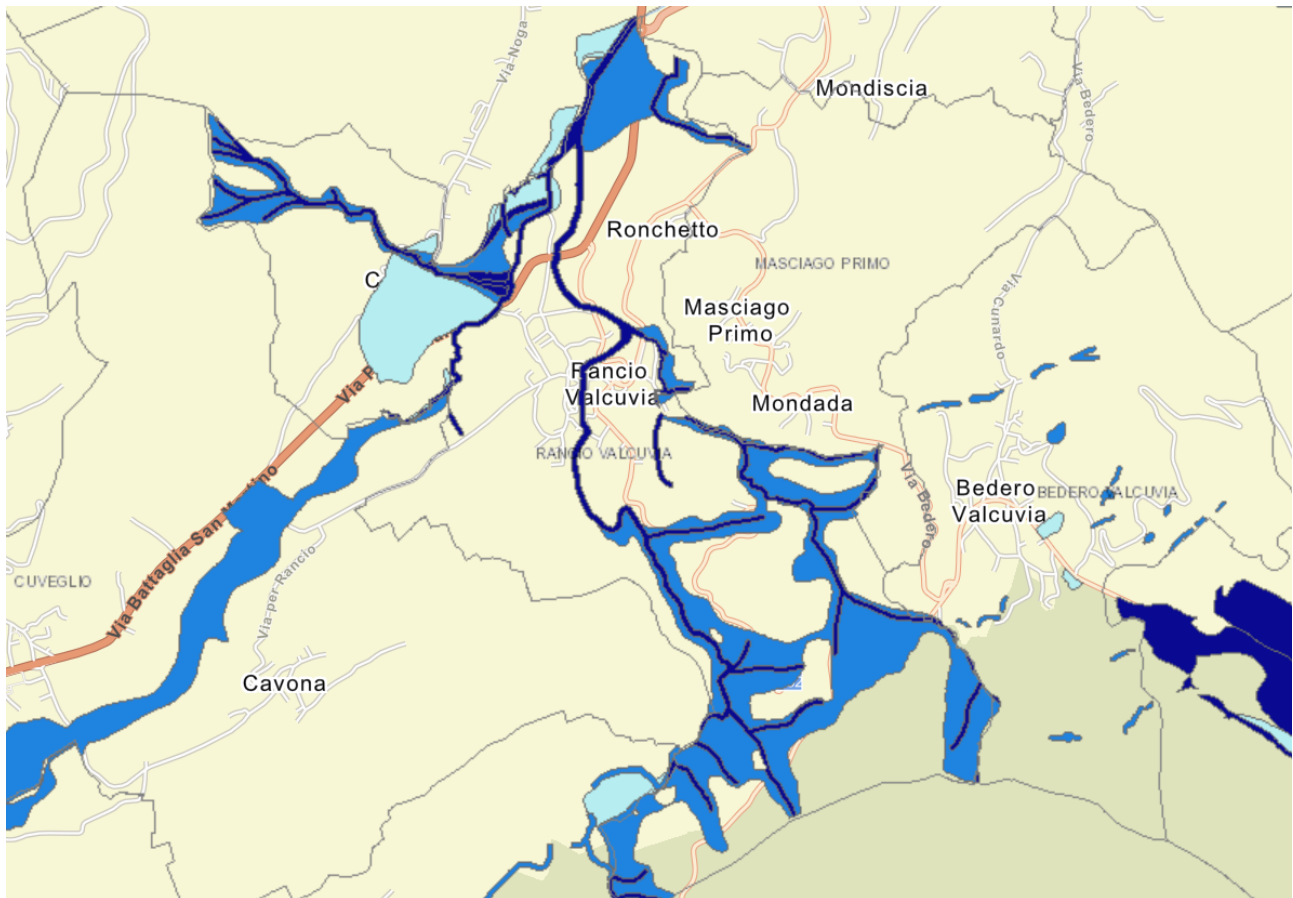 Via-Noga
Mondiscia
Via Bedero
Ronchetto
MASCIAGO PRIMO
C
Masciago
Primo
Via-Cunardo
Rancio
Valcuvia
Mondada
RANCIO VALCUVIA
Via Bedero
Bedero
Valcuvia
BEDERO VALCUVIA
Via Battaglia San Martino
CUVEGLIO
Via-per-Rancio
Cavona